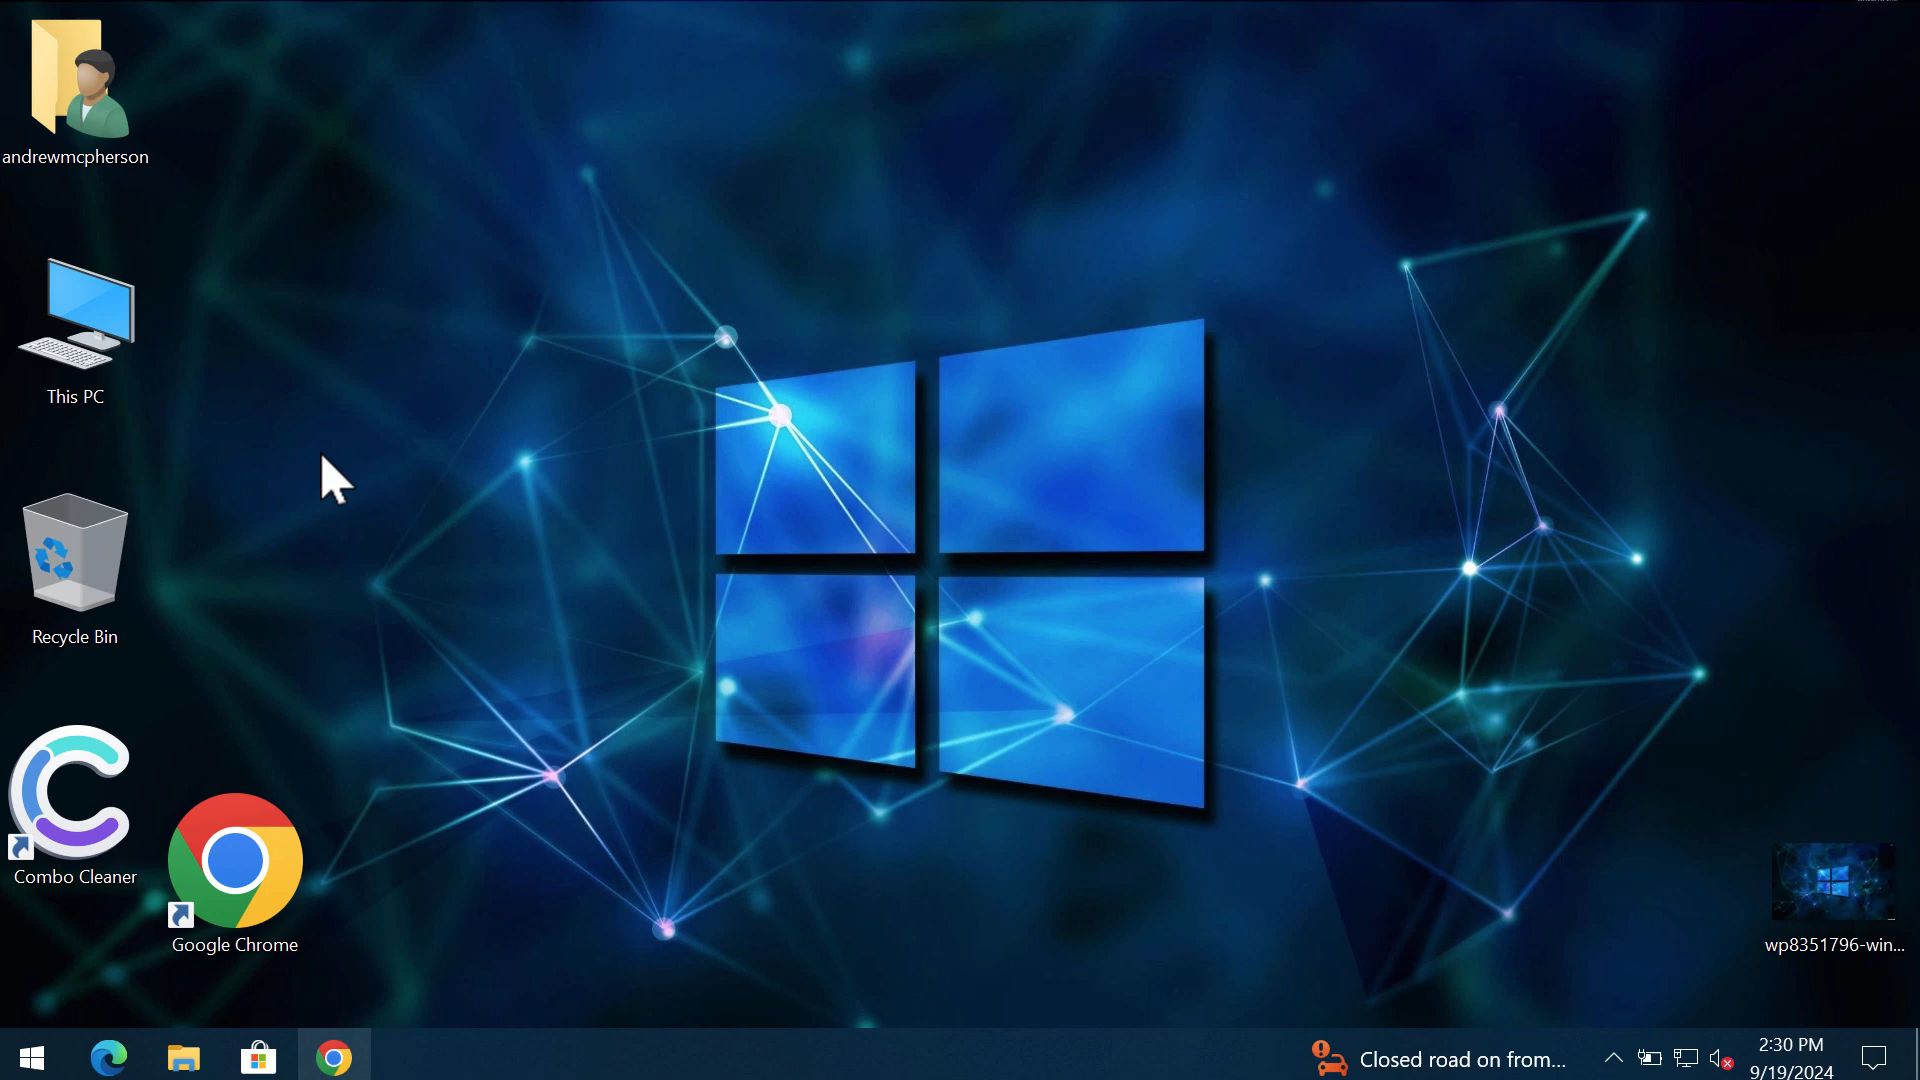 andrewmcpherson
This PC
Recycle Bin
Combo Cleaner
Google Chrome
wp8351796-win...
Closed road on from...
2:30 PM
9/19/2024